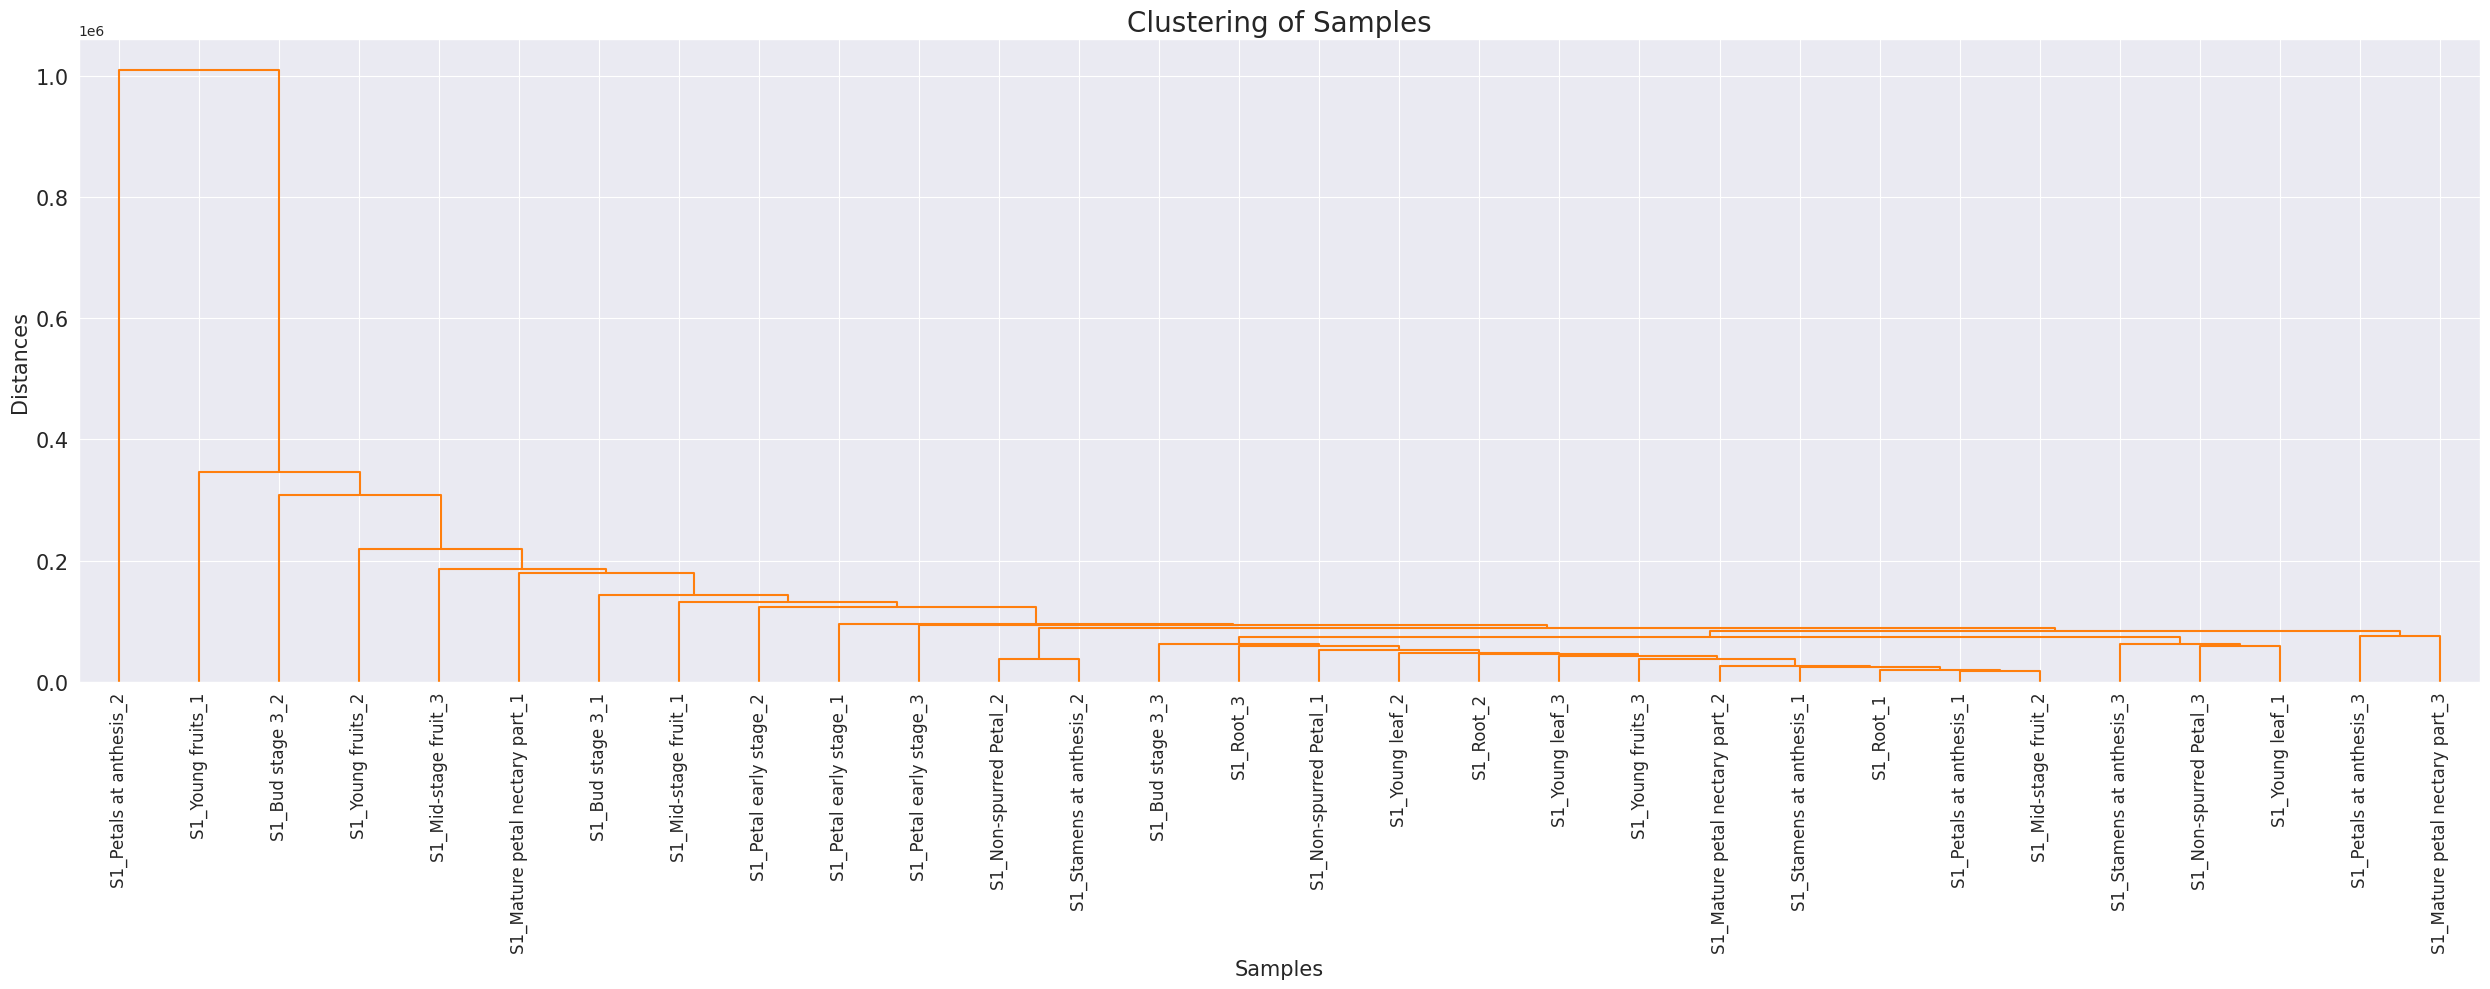 Clustering of Samples
1e6
1.0
0.8
0.6
0.4
0.2
0.0
Distances
S1_Petals at anthesis_2
S1_Young fruits_1
S1_Bud stage 3_2
S1_Young fruits_2
S1_Mid-stage fruit_3
S1_Mature petal nectary part_1
S1_Bud stage 3_1
S1_Mid-stage fruit_1
S1_Petal early stage_2
S1_Petal early stage_1
S1_Petal early stage_3
S1_Non-spurred Petal_2
S1_Stamens at anthesis_2
S1_Bud stage 3_3
S1_Root_3
S1_Non-spurred Petal_1
S1_Young leaf_2
S1_Root_2
S1_Young leaf_3
S1_Young fruits_3
S1_Mature petal nectary part_2
S1_Stamens at anthesis_1
S1_Root_1
S1_Petals at anthesis_1
S1_Mid-stage fruit_2
S1_Stamens at anthesis_3
S1_Non-spurred Petal_3
S1_Young leaf_1
S1_Petals at anthesis_3
S1_Mature petal nectary part_3
Samples